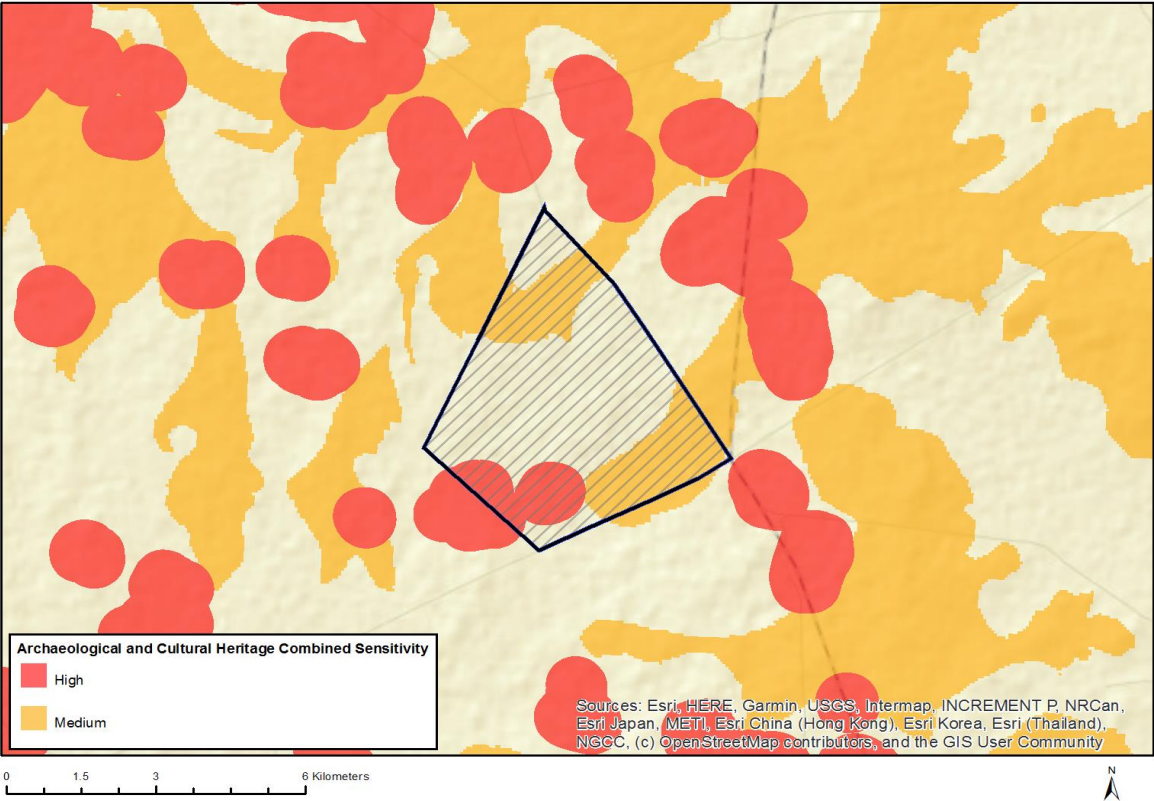 Archaeological and Cultural Heritage Combined Sensitivity
High
Medium
Sources: Esri, HERE, Garmin, USGS, Intermap, INCREMENT P, NRCan,
Esri Japan, METI, Esri China (Hong Kong), Esri Korea, Esri (Thailand),
NGCC, (c) OpenStreetMap contributors, and the GIS User Community
0 1.5 3 6 Kilometers
N